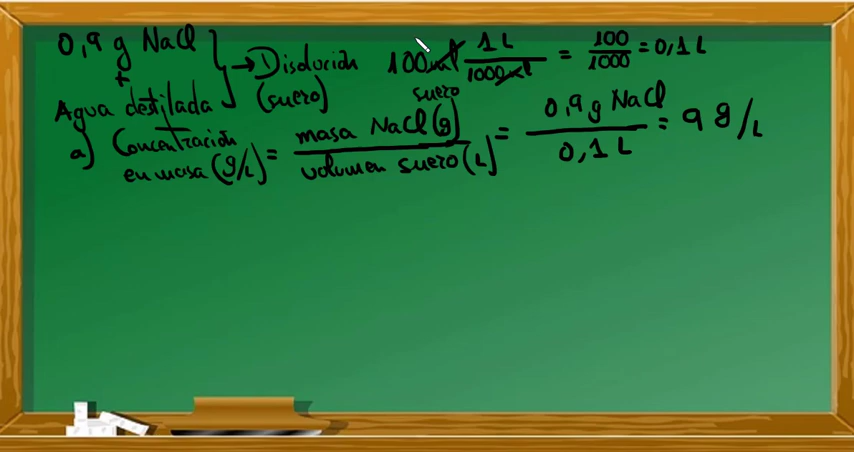 0,9 g NaCl
+
Agua destilada
→ Disolución
(suero)
100 ml 1 L / 1000 ml = 100 / 1000 = 0,1 L
suero
a) Concentración
en masa (g/L) = masa NaCl (g) / volumen suero (L) = 0,9 g NaCl / 0,1 L = 9 g/L